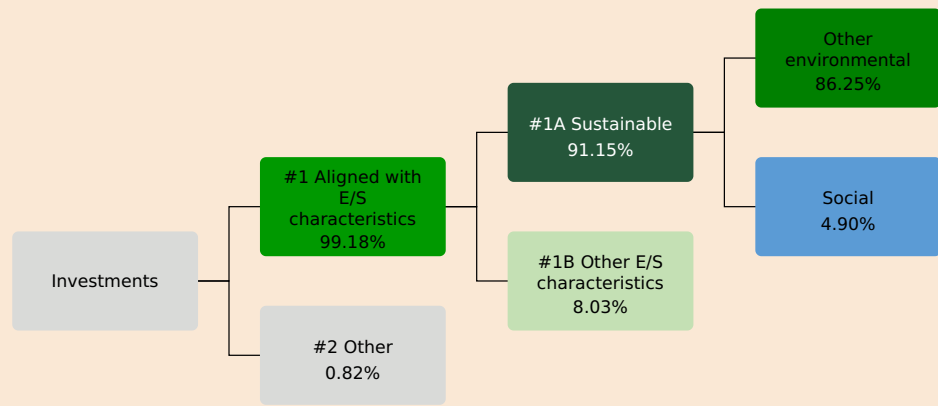 Investments
#1 Aligned with
E/S
characteristics
99.18%
#2 Other
0.82%
#1A Sustainable
91.15%
#1B Other E/S
characteristics
8.03%
Other
environmental
86.25%
Social
4.90%